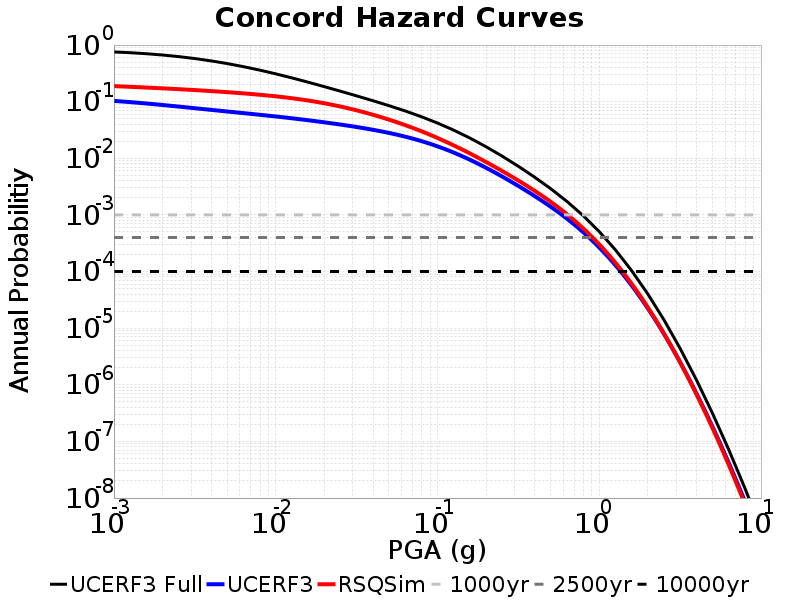 Concord Hazard Curves
Annual Probabilitiy
10^0
10^-1
10^-2
10^-3
10^-4
10^-5
10^-6
10^-7
10^-8
10^-3 10^-2 10^-1 10^0 10^1
PGA (g)
UCERF3 Full UCERF3 RSQSim 1000yr 2500yr 10000yr